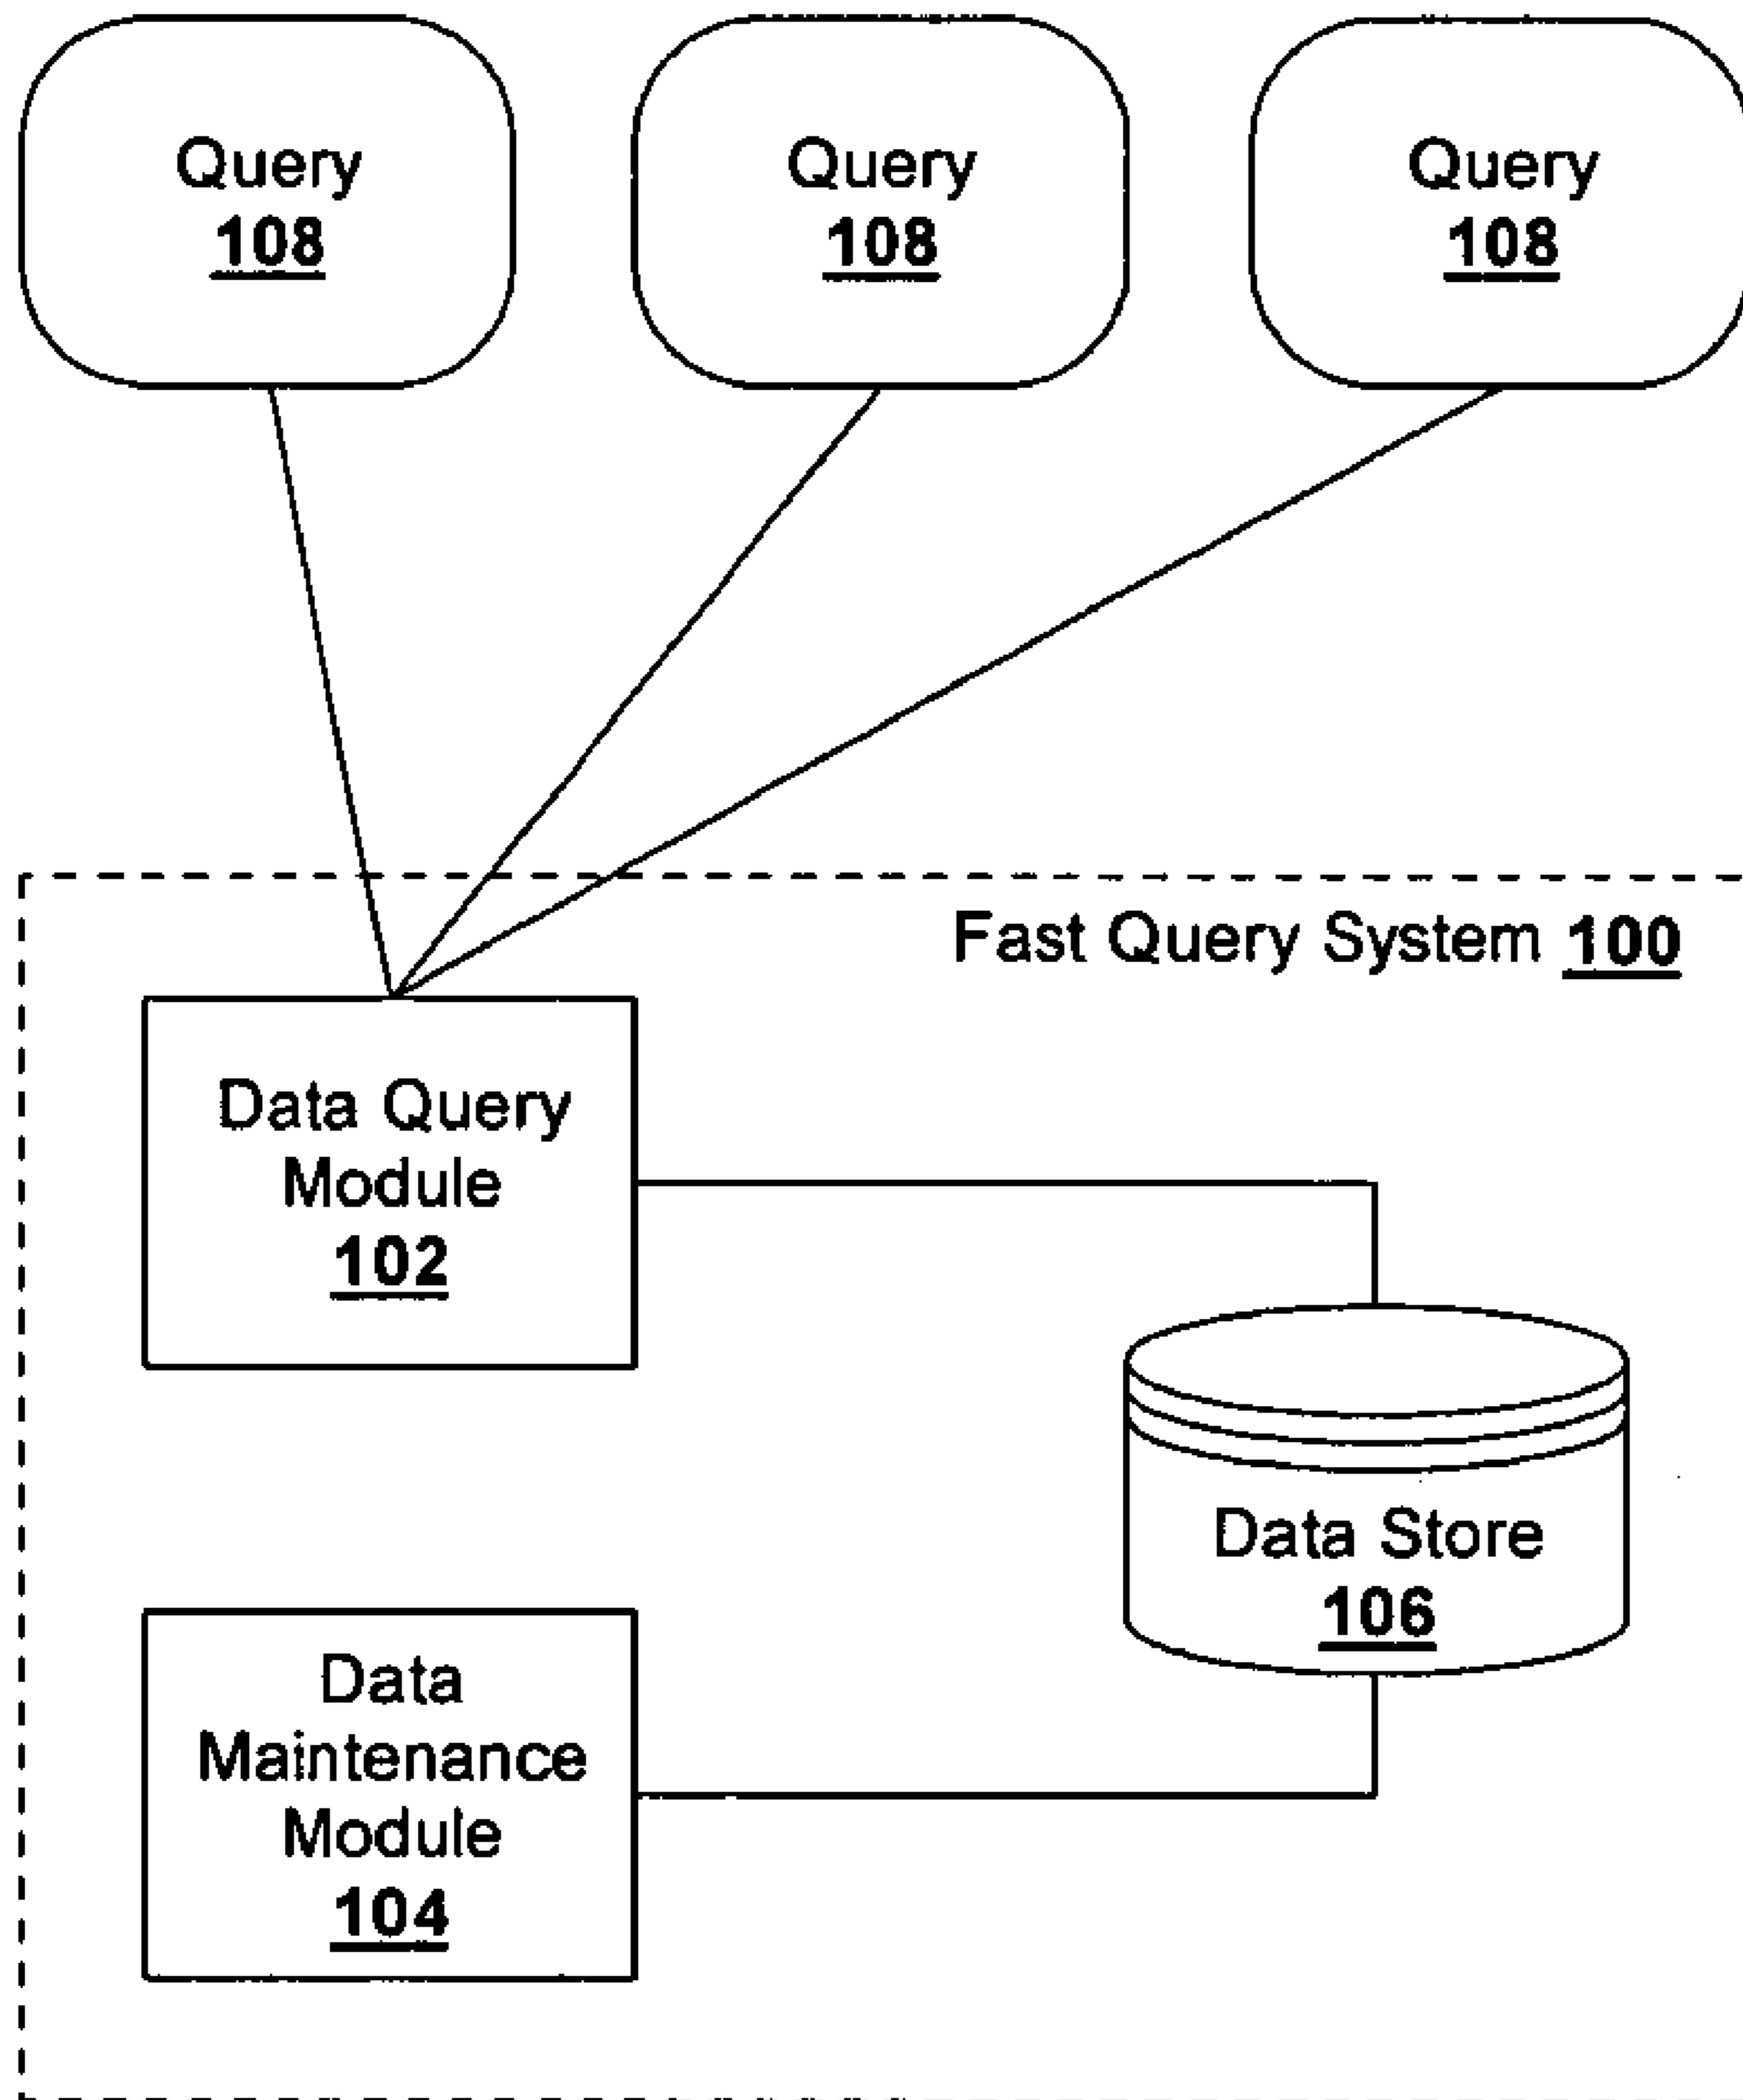 Query
108
Query
108
Query
108
Fast Query System 100
Data Query
Module
102
Data Store
106
Data
Maintenance
Module
104